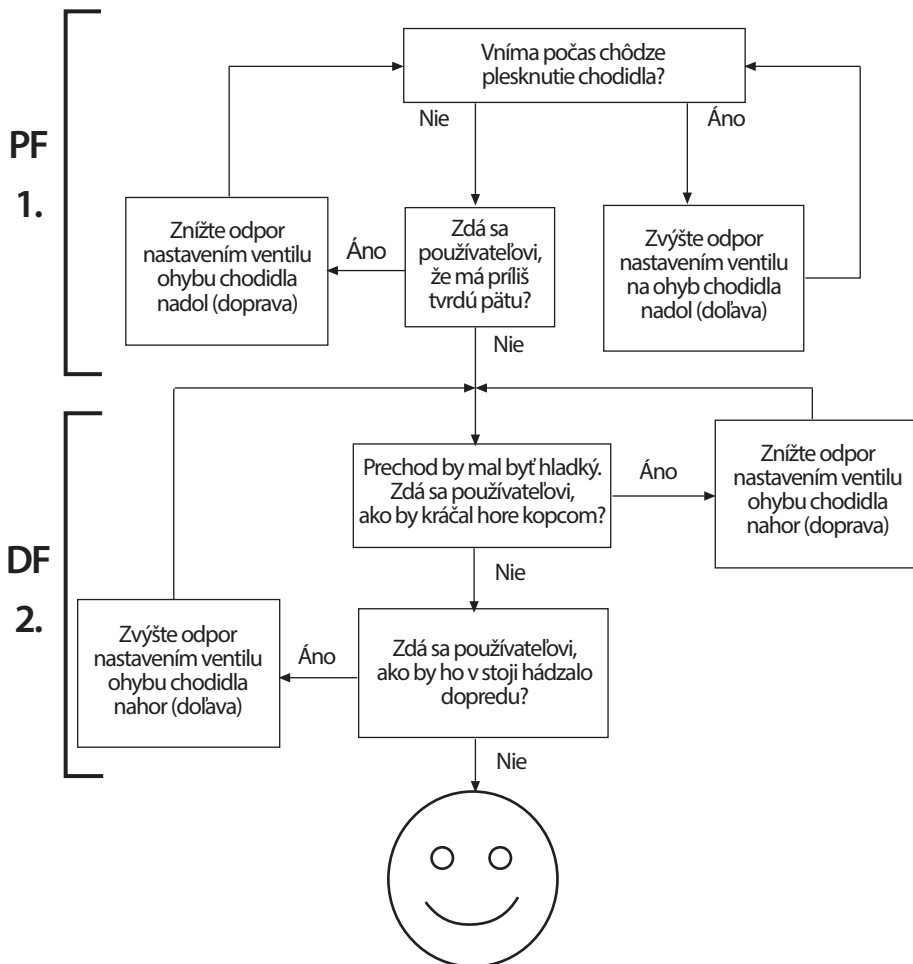 PF
1.
Vníma počas chôdze
plesknutie chodidla?
Nie
Áno
Znížte odpor
nastavením ventilu
ohybu chodidla
nadol (doprava)
Áno
Zdá sa
používateľovi,
že má príliš
tvrdú pätu?
Zvýšte odpor
nastavením ventilu
na ohyb chodidla
nadol (doľava)
Nie
DF
2.
Prechod by mal byť hladký.
Zdá sa používateľovi,
ako by kráčal hore kopcom?
Áno
Znížte odpor
nastavením ventilu
ohybu chodidla
nahor (doprava)
Nie
Zvýšte odpor
nastavením ventilu
ohybu chodidla
nahor (doľava)
Áno
Zdá sa používateľovi,
ako by ho v stoji hádzalo
dopredu?
Nie